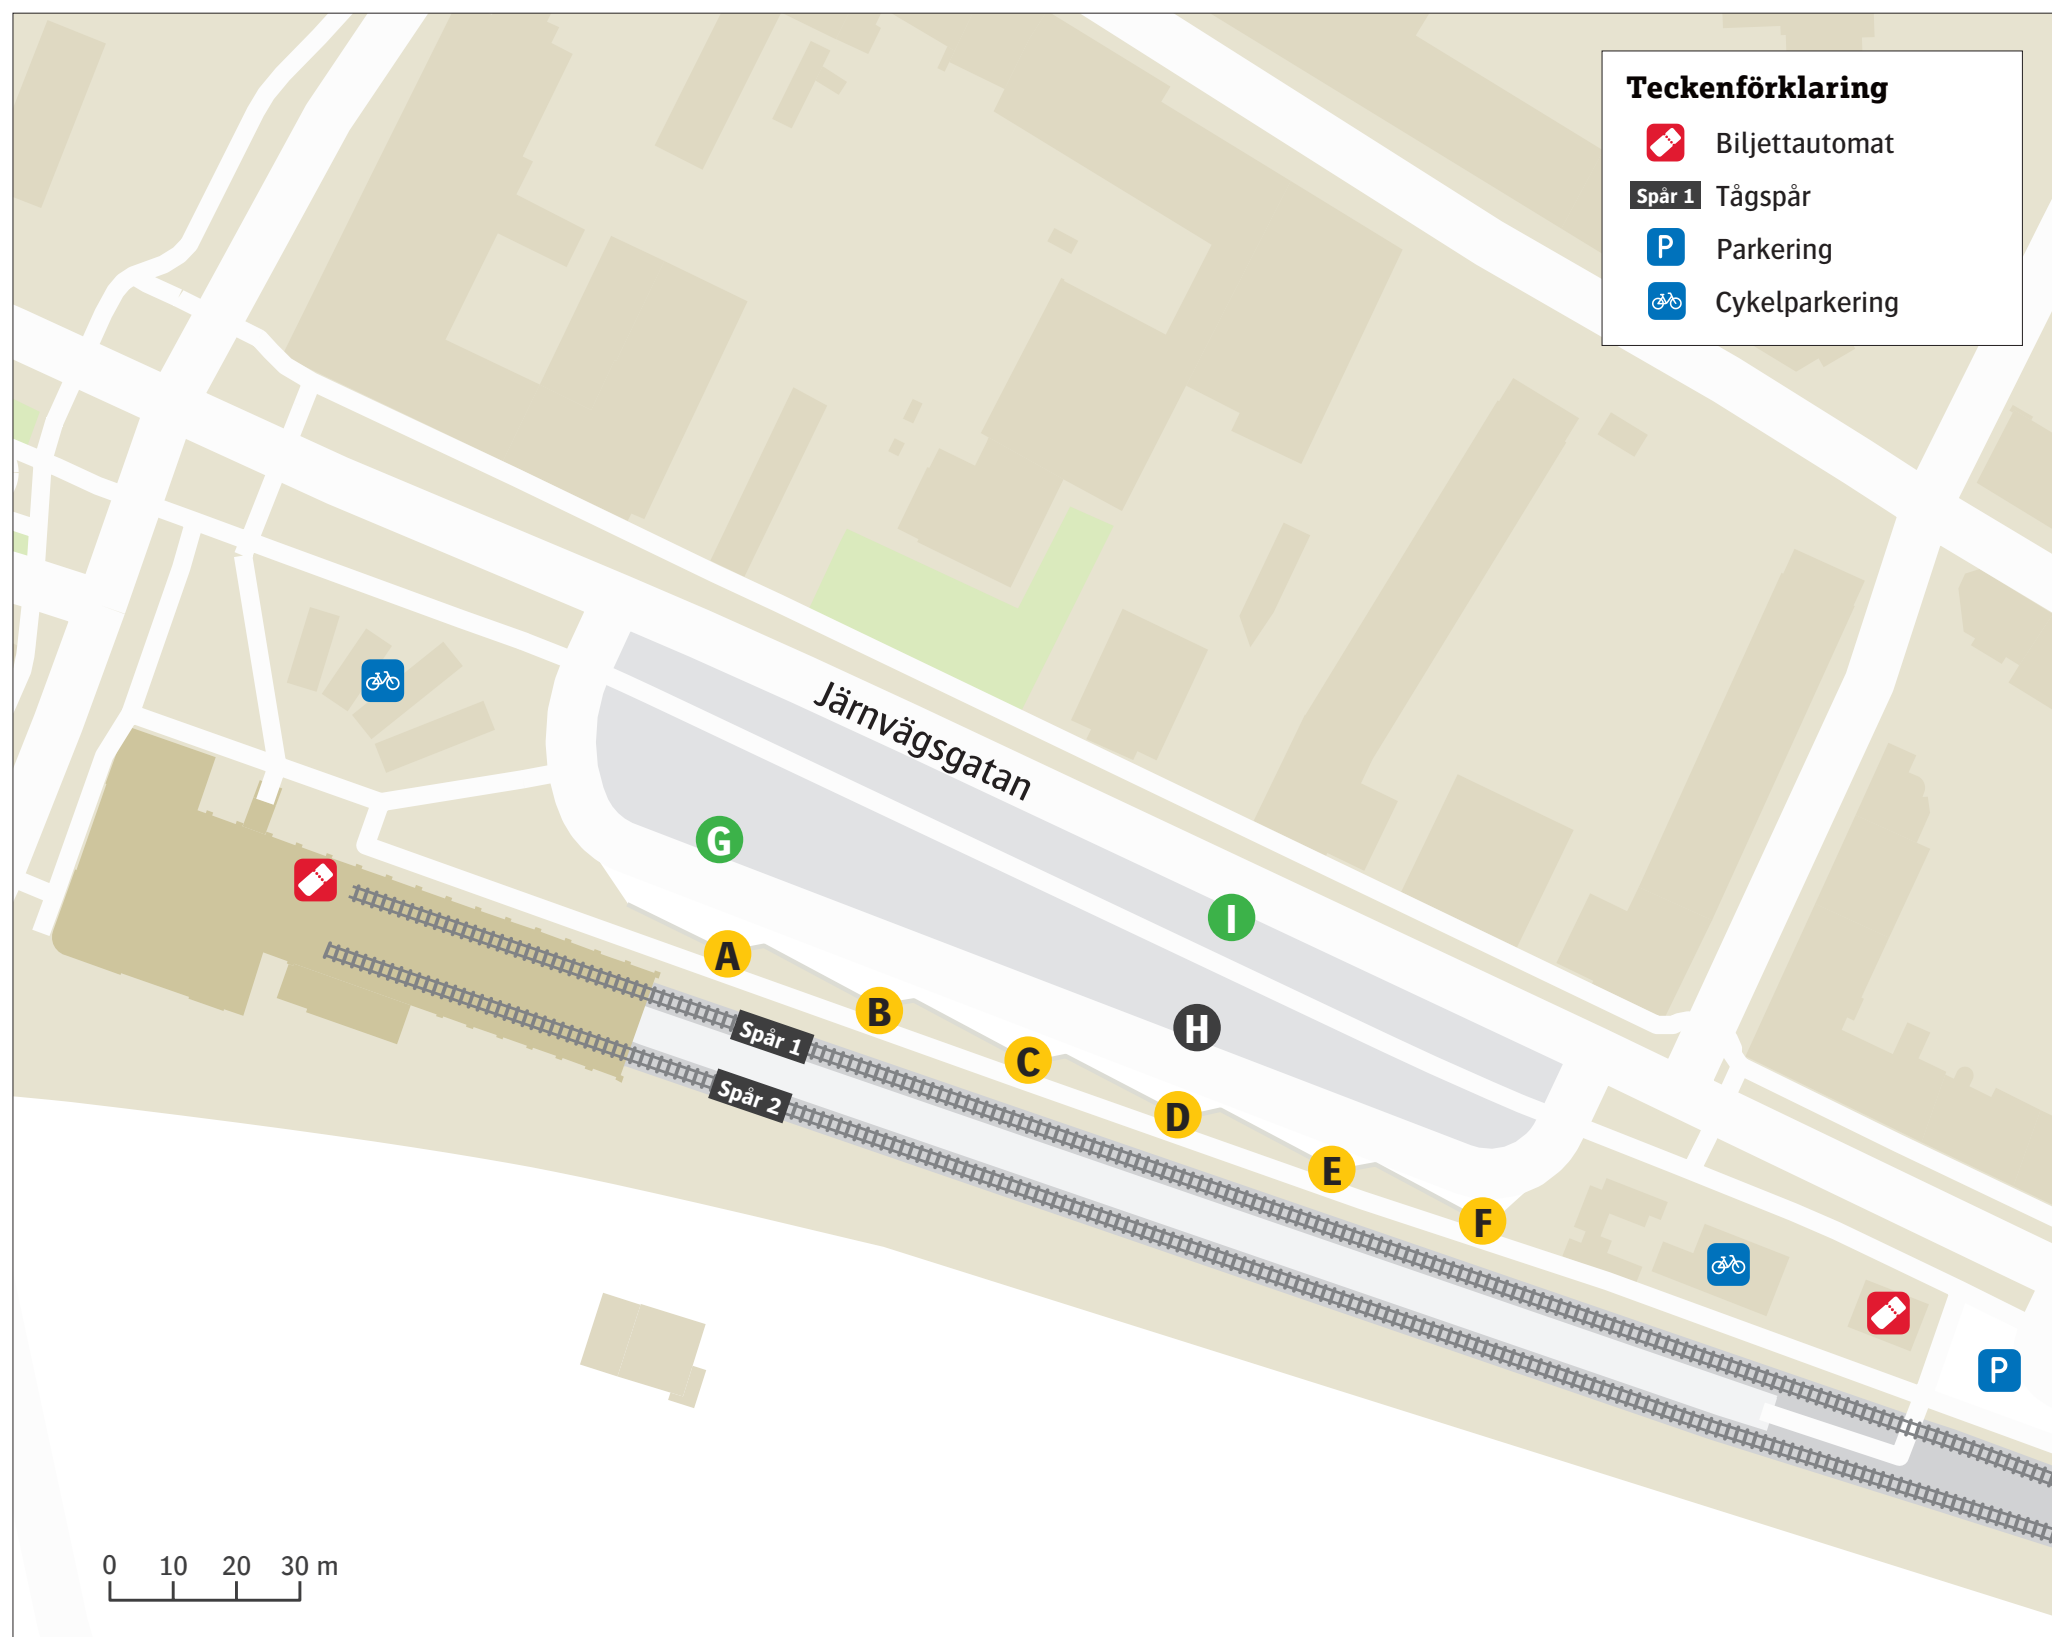 Teckenförklaring
Biljettautomat
Spår 1 Tågspår
P Parkering
Cykelparkering
Järnvägsgatan
G
I
A
B
H
C
Spår 1
D
Spår 2
E
F
P
0 10 20 30 m